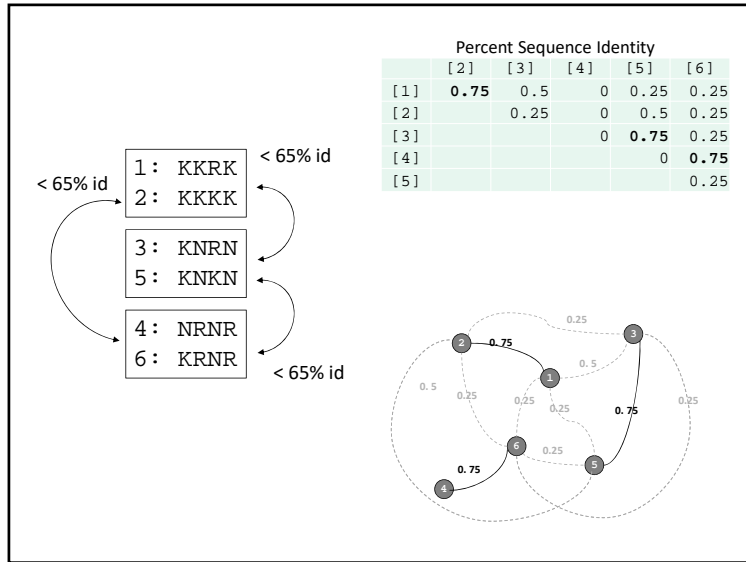 Percent Sequence Identity
[2] [3] [4] [5] [6]
[1] 0.75 0.5 0 0.25 0.25
[2] 0.25 0 0.5 0.25
[3] 0 0.75 0.25
[4] 0 0.75
[5] 0.25
< 65% id
< 65% id
1: KKRK
2: KKKK
3: KNRN
5: KNKN
4: NRNR
6: KRNR
< 65% id
0.25
3
2
0.75
1
0.5
0. 5
0.25
0.25
0.25
0.75
0.25
6
0.25
5
0. 75
4